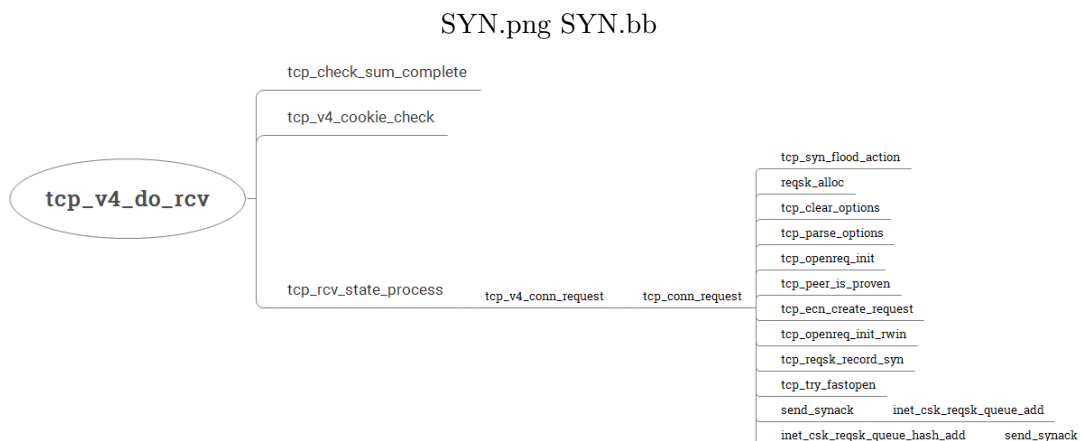 SYN.png SYN.bb
tcp_check_sum_complete
tcp_v4_cookie_check
tcp_v4_do_rcv
tcp_syn_flood_action
reqsk_alloc
tcp_clear_options
tcp_parse_options
tcp_openreq_init
tcp_peer_is_proven
tcp_rcv_state_process tcp_v4_conn_request tcp_conn_request
tcp_ecn_create_request
tcp_openreq_init_rwin
tcp_reqsk_record_syn
tcp_try_fastopen
send_synack inet_csk_reqsk_queue_add
inet_csk_reqsk_queue_hash_add send_synack